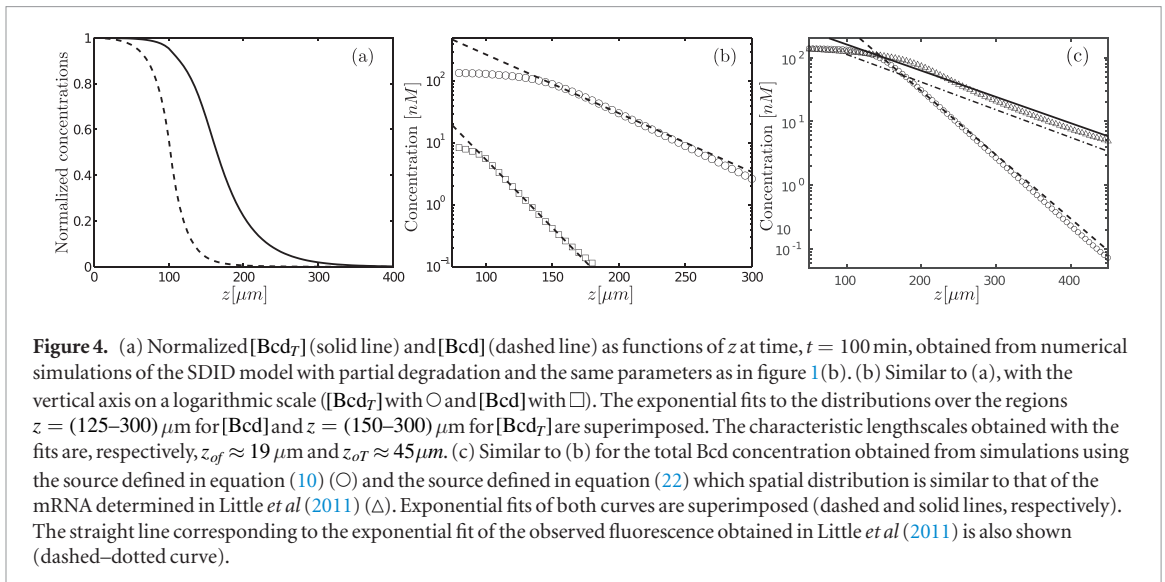 (a)
Normalized concentrations
1
0.8
0.6
0.4
0.2
0
0 100 200 300 400
z[μm]
(b)
Concentration [nM]
10^2
10^1
10^0
10^-1
100 150 200 250 300
z[μm]
(c)
Concentration [nM]
10^2
10^1
10^0
10
10^-1
100 200 300 400
z[μm]
Figure 4. (a) Normalized [Bcd_T] (solid line) and [Bcd] (dashed line) as functions of z at time, t = 100 min, obtained from numerical
simulations of the SDID model with partial degradation and the same parameters as in figure 1(b). (b) Similar to (a), with the
vertical axis on a logarithmic scale ([Bcd_T] with ○ and [Bcd] with □). The exponential fits to the distributions over the regions
z = (125–300) μm for [Bcd] and z = (150–300) μm for [Bcd_T] are superimposed. The characteristic lengthscales obtained with the
fits are, respectively, z_of ≈ 19 μm and z_oT ≈ 45μm. (c) Similar to (b) for the total Bcd concentration obtained from simulations using
the source defined in equation (10) (○) and the source defined in equation (22) which spatial distribution is similar to that of the
mRNA determined in Little et al (2011) (△). Exponential fits of both curves are superimposed (dashed and solid lines, respectively).
The straight line corresponding to the exponential fit of the observed fluorescence obtained in Little et al (2011) is also shown
(dashed–dotted curve).